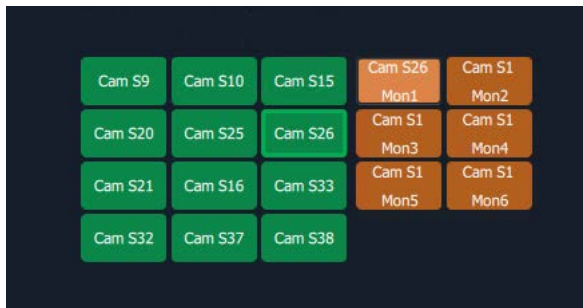 Cam S9 Cam S10 Cam S15 Cam S26 Mon1 Cam S1 Mon2
Cam S20 Cam S25 Cam S26 Cam S1 Mon3 Cam S1 Mon4
Cam S21 Cam S16 Cam S33 Cam S1 Mon5 Cam S1 Mon6
Cam S32 Cam S37 Cam S38